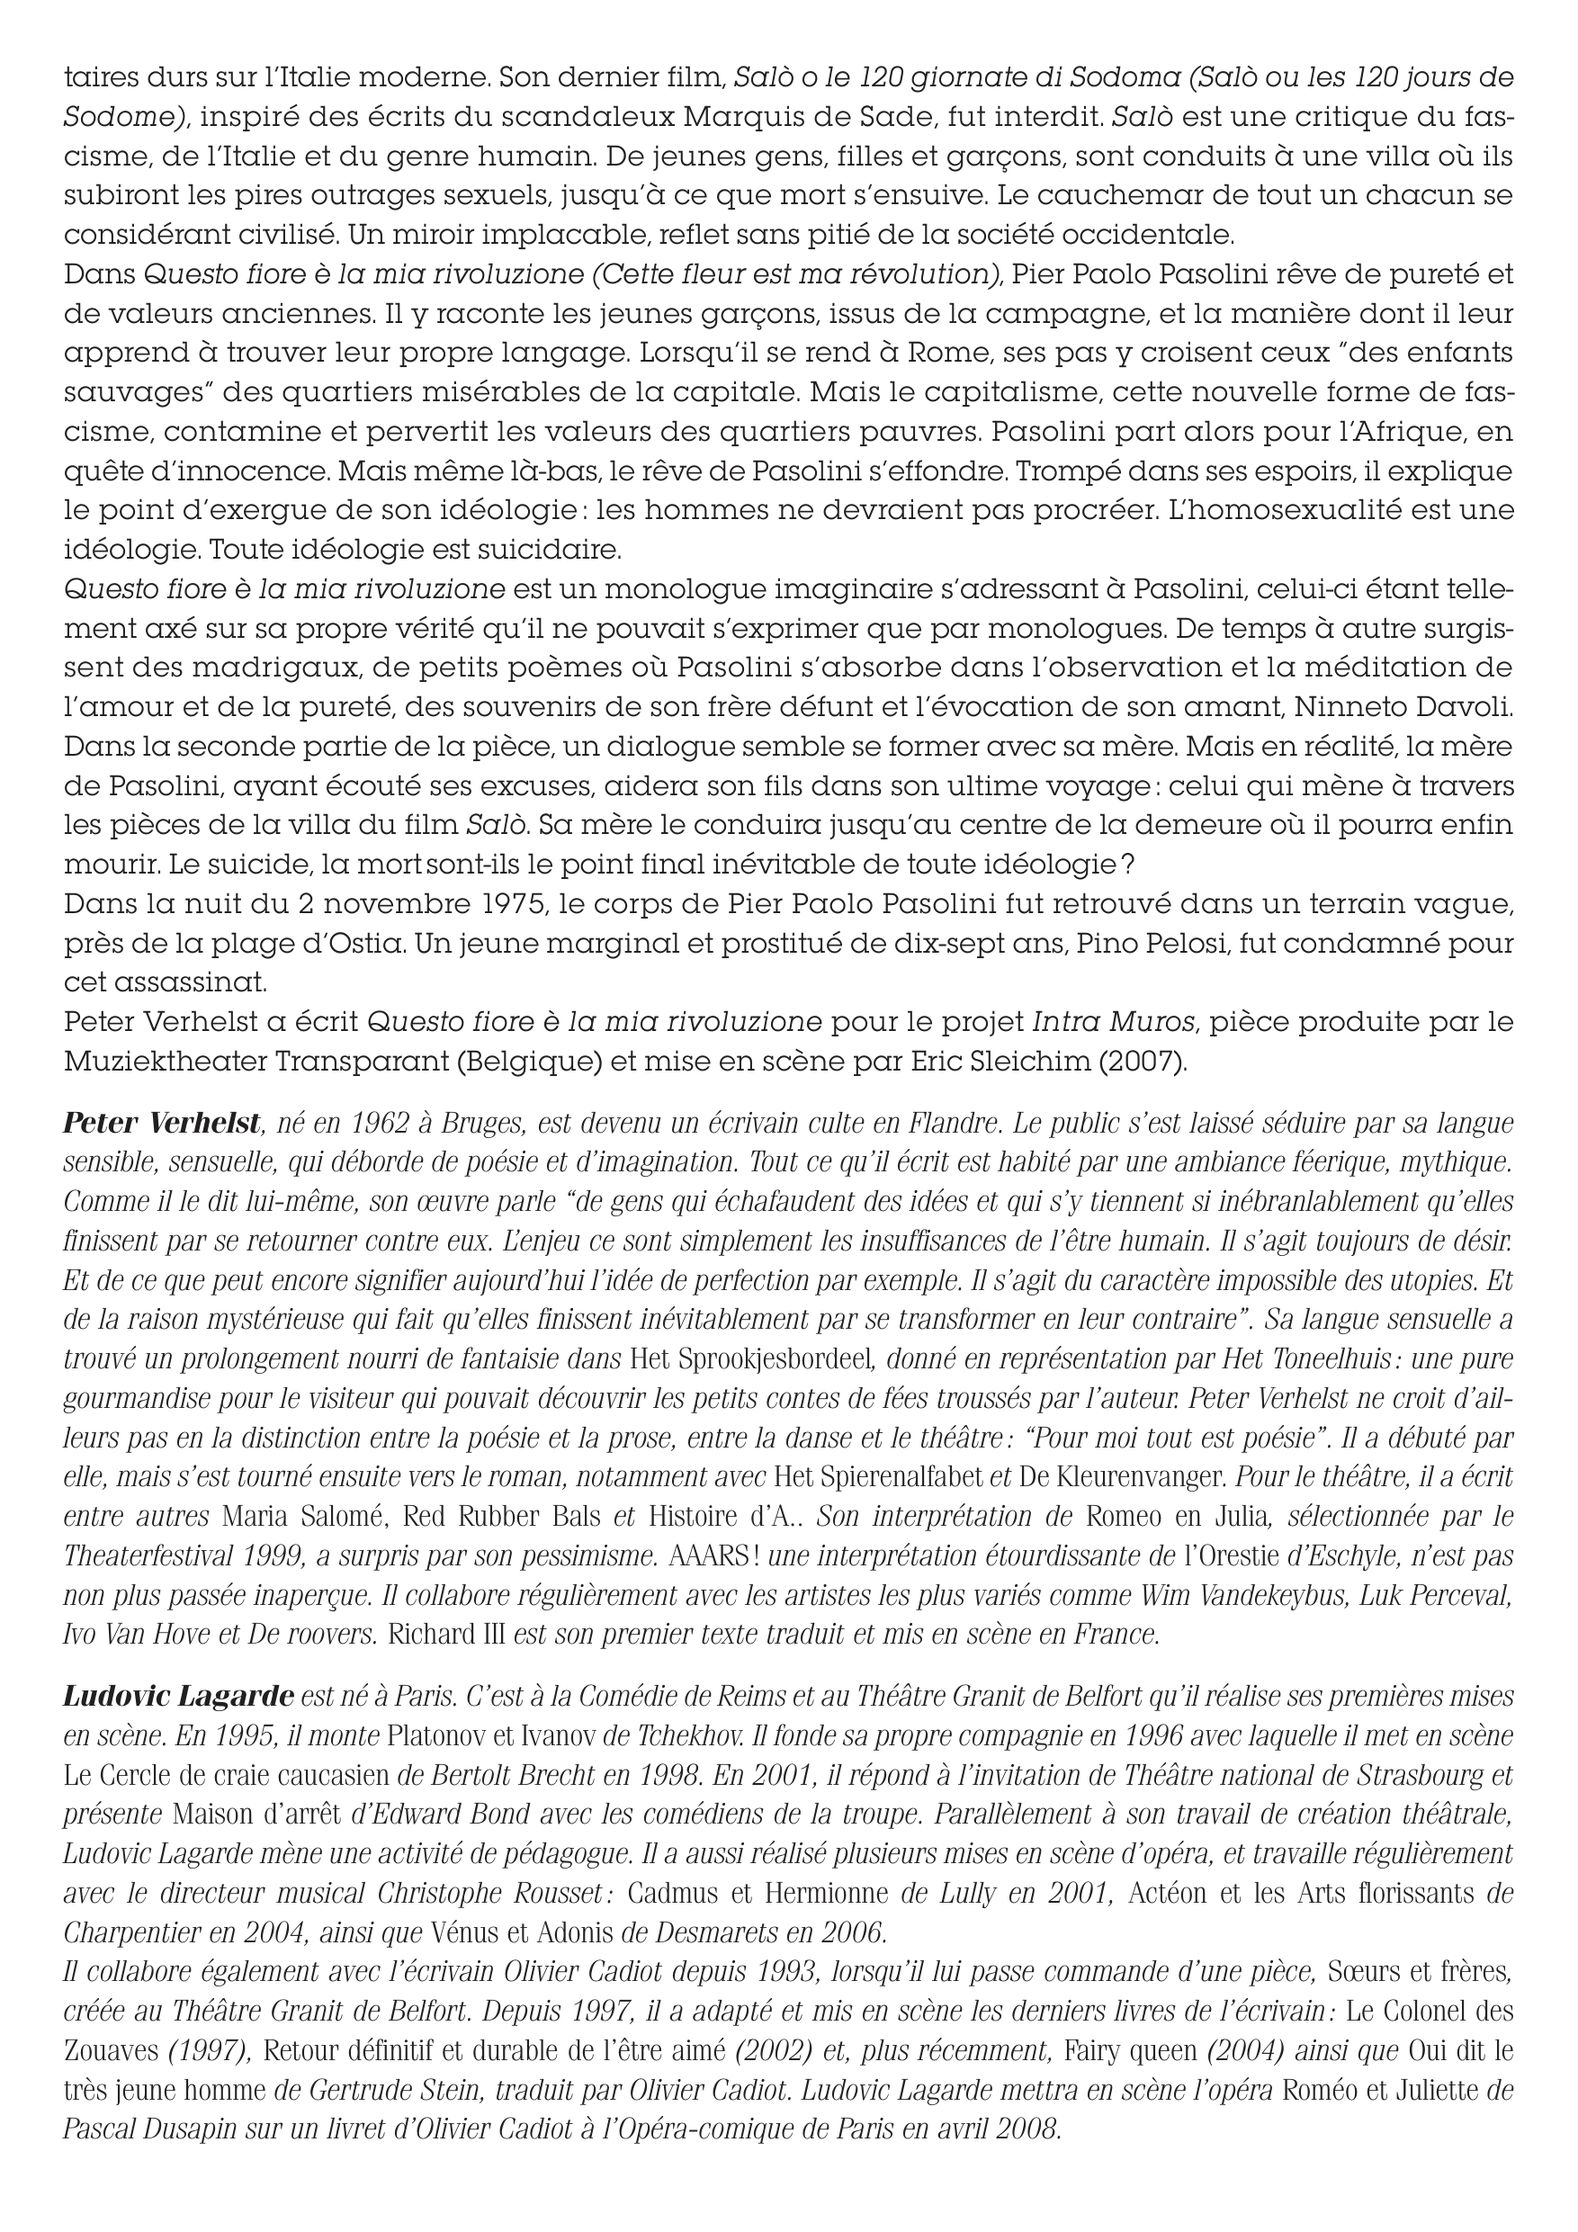 taires durs sur l’Italie moderne. Son dernier film, Salò o le 120 giornate di Sodoma (Salò ou les 120 jours de
Sodome), inspiré des écrits du scandaleux Marquis de Sade, fut interdit. Salò est une critique du fas-
cisme, de l’Italie et du genre humain. De jeunes gens, filles et garçons, sont conduits à une villa où ils
subiront les pires outrages sexuels, jusqu’à ce que mort s’ensuive. Le cauchemar de tout un chacun se
considérant civilisé. Un miroir implacable, reflet sans pitié de la société occidentale.
Dans Questo fiore è la mia rivoluzione (Cette fleur est ma révolution), Pier Paolo Pasolini rêve de pureté et
de valeurs anciennes. Il y raconte les jeunes garçons, issus de la campagne, et la manière dont il leur
apprend à trouver leur propre langage. Lorsqu’il se rend à Rome, ses pas y croisent ceux “des enfants
sauvages” des quartiers misérables de la capitale. Mais le capitalisme, cette nouvelle forme de fas-
cisme, contamine et pervertit les valeurs des quartiers pauvres. Pasolini part alors pour l’Afrique, en
quête d’innocence. Mais même là-bas, le rêve de Pasolini s’effondre. Trompé dans ses espoirs, il explique
le point d’exergue de son idéologie : les hommes ne devraient pas procréer. L’homosexualité est une
idéologie. Toute idéologie est suicidaire.
Questo fiore è la mia rivoluzione est un monologue imaginaire s’adressant à Pasolini, celui-ci étant telle-
ment axé sur sa propre vérité qu’il ne pouvait s’exprimer que par monologues. De temps à autre surgis-
sent des madrigaux, de petits poèmes où Pasolini s’absorbe dans l’observation et la méditation de
l’amour et de la pureté, des souvenirs de son frère défunt et l’évocation de son amant, Ninneto Davoli.
Dans la seconde partie de la pièce, un dialogue semble se former avec sa mère. Mais en réalité, la mère
de Pasolini, ayant écouté ses excuses, aidera son fils dans son ultime voyage : celui qui mène à travers
les pièces de la villa du film Salò. Sa mère le conduira jusqu’au centre de la demeure où il pourra enfin
mourir. Le suicide, la mort sont-ils le point final inévitable de toute idéologie ?
Dans la nuit du 2 novembre 1975, le corps de Pier Paolo Pasolini fut retrouvé dans un terrain vague,
près de la plage d’Ostia. Un jeune marginal et prostitué de dix-sept ans, Pino Pelosi, fut condamné pour
cet assassinat.
Peter Verhelst a écrit Questo fiore è la mia rivoluzione pour le projet Intra Muros, pièce produite par le
Muziektheater Transparant (Belgique) et mise en scène par Eric Sleichim (2007).
Peter Verhelst, né en 1962 à Bruges, est devenu un écrivain culte en Flandre. Le public s’est laissé séduire par sa langue
sensible, sensuelle, qui déborde de poésie et d’imagination. Tout ce qu’il écrit est habité par une ambiance féerique, mythique.
Comme il le dit lui-même, son œuvre parle “de gens qui échafaudent des idées et qui s’y tiennent si inébranlablement qu’elles
finissent par se retourner contre eux. L’enjeu ce sont simplement les insuffisances de l’être humain. Il s’agit toujours de désir.
Et de ce que peut encore signifier aujourd’hui l’idée de perfection par exemple. Il s’agit du caractère impossible des utopies. Et
de la raison mystérieuse qui fait qu’elles finissent inévitablement par se transformer en leur contraire”. Sa langue sensuelle a
trouvé un prolongement nourri de fantaisie dans Het Sprookjesbordeel, donné en représentation par Het Toneelhuis : une pure
gourmandise pour le visiteur qui pouvait découvrir les petits contes de fées troussés par l’auteur. Peter Verhelst ne croit d’ail-
leurs pas en la distinction entre la poésie et la prose, entre la danse et le théâtre : “Pour moi tout est poésie”. Il a débuté par
elle, mais s’est tourné ensuite vers le roman, notamment avec Het Spierenalfabet et De Kleurenvanger. Pour le théâtre, il a écrit
entre autres Maria Salomé, Red Rubber Bals et Histoire d’A.. Son interprétation de Romeo en Julia, sélectionnée par le
Theaterfestival 1999, a surpris par son pessimisme. AAARS ! une interprétation étourdissante de l’Orestie d’Eschyle, n’est pas
non plus passée inaperçue. Il collabore régulièrement avec les artistes les plus variés comme Wim Vandekeybus, Luk Perceval,
Ivo Van Hove et De roovers. Richard III est son premier texte traduit et mis en scène en France.
Ludovic Lagarde est né à Paris. C’est à la Comédie de Reims et au Théâtre Granit de Belfort qu’il réalise ses premières mises
en scène. En 1995, il monte Platonov et Ivanov de Tchekhov. Il fonde sa propre compagnie en 1996 avec laquelle il met en scène
Le Cercle de craie caucasien de Bertolt Brecht en 1998. En 2001, il répond à l’invitation de Théâtre national de Strasbourg et
présente Maison d’arrêt d’Edward Bond avec les comédiens de la troupe. Parallèlement à son travail de création théâtrale,
Ludovic Lagarde mène une activité de pédagogue. Il a aussi réalisé plusieurs mises en scène d’opéra, et travaille régulièrement
avec le directeur musical Christophe Rousset : Cadmus et Hermionne de Lully en 2001, Actéon et les Arts florissants de
Charpentier en 2004, ainsi que Vénus et Adonis de Desmarets en 2006.
Il collabore également avec l’écrivain Olivier Cadiot depuis 1993, lorsqu’il lui passe commande d’une pièce, Sœurs et frères,
créée au Théâtre Granit de Belfort. Depuis 1997, il a adapté et mis en scène les derniers livres de l’écrivain : Le Colonel des
Zouaves (1997), Retour définitif et durable de l’être aimé (2002) et, plus récemment, Fairy queen (2004) ainsi que Oui dit le
très jeune homme de Gertrude Stein, traduit par Olivier Cadiot. Ludovic Lagarde mettra en scène l’opéra Roméo et Juliette de
Pascal Dusapin sur un livret d’Olivier Cadiot à l’Opéra-comique de Paris en avril 2008.